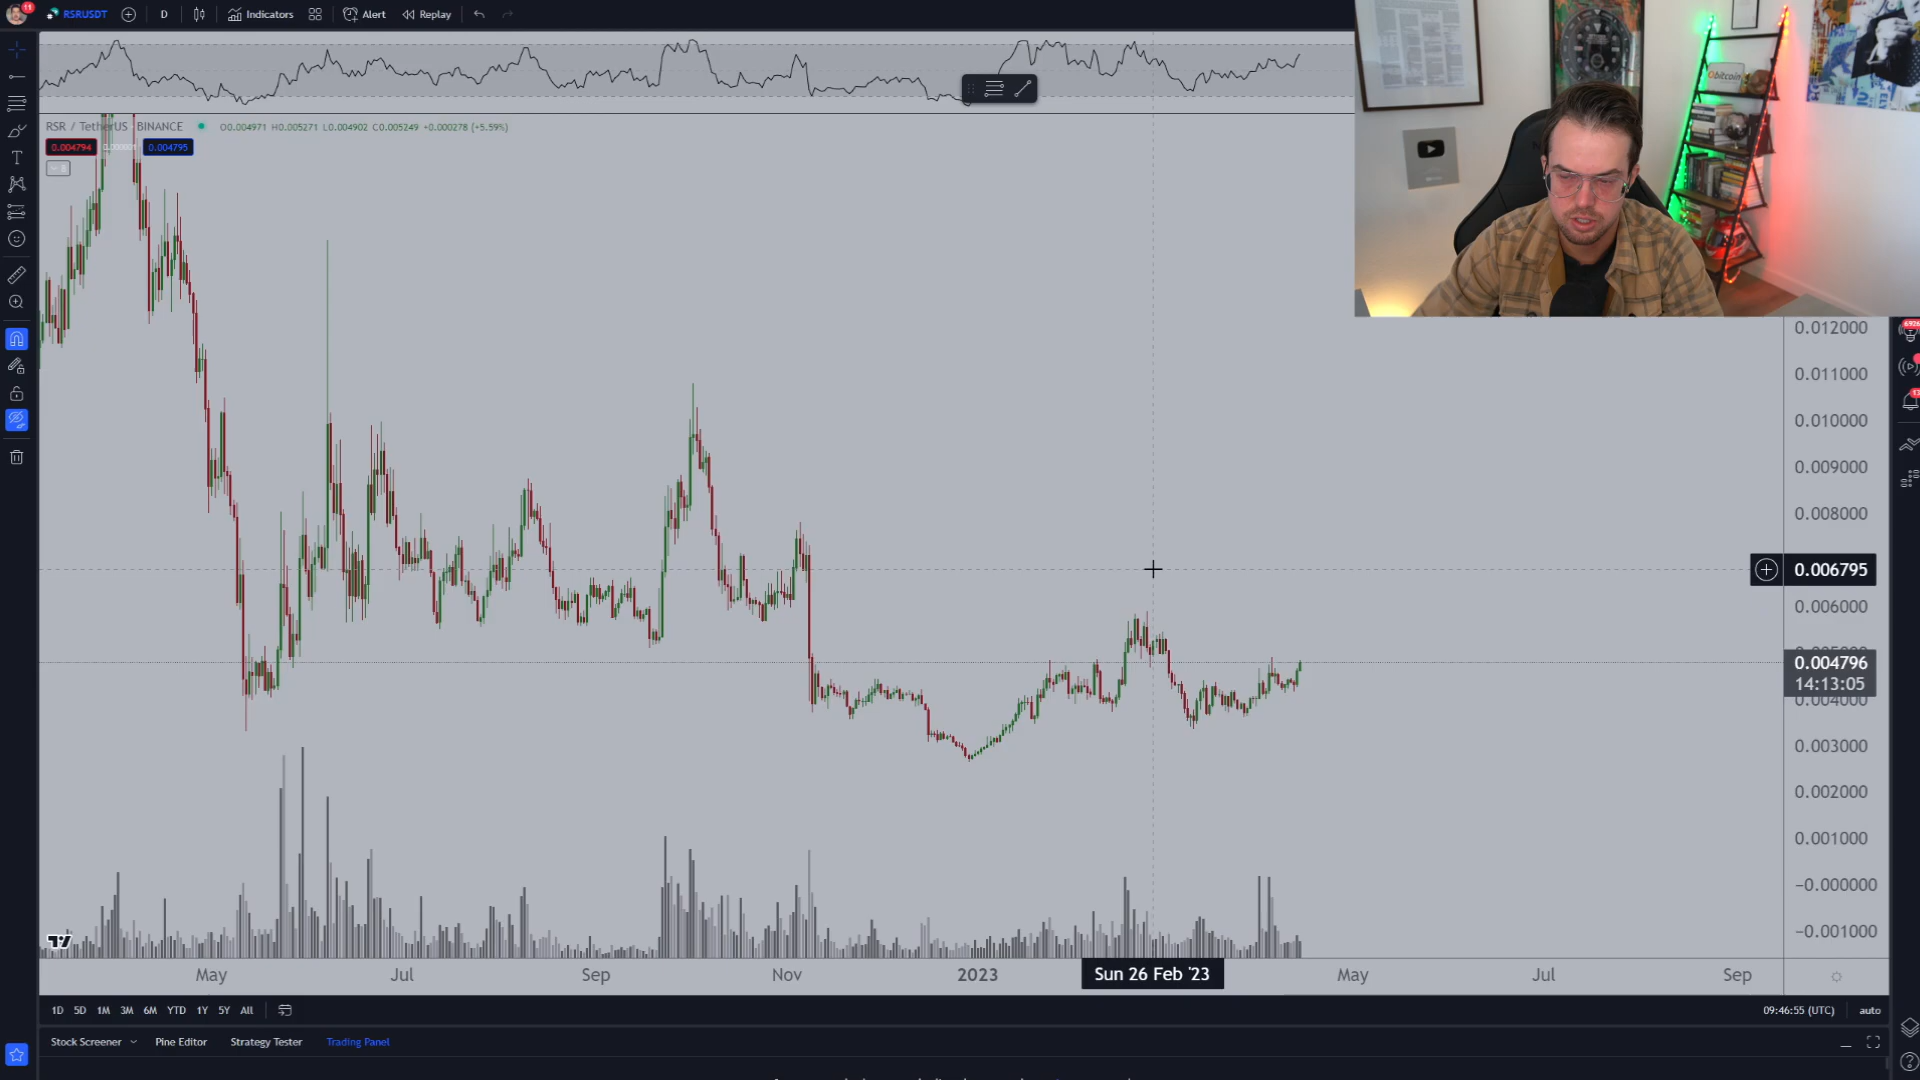 11
RSRUSDT
D
Indicators
Alert
Replay
RSR / TetherUS BINANCE O0.004971 H0.005271 L0.004902 C0.005249 +0.000278 (+5.59%)
0.004794
0.004795
bitcoin
0.012000
0.011000
0.010000
0.009000
0.008000
0.006795
0.006000
0.004796
14:13:05
0.004000
0.003000
0.002000
0.001000
−0.000000
−0.001000
May Jul Sep Nov 2023 Sun 26 Feb '23 May Jul Sep
1D 5D 1M 3M 6M YTD 1Y 5Y All
09:46:55 (UTC) auto
Stock Screener Pine Editor Strategy Tester Trading Panel